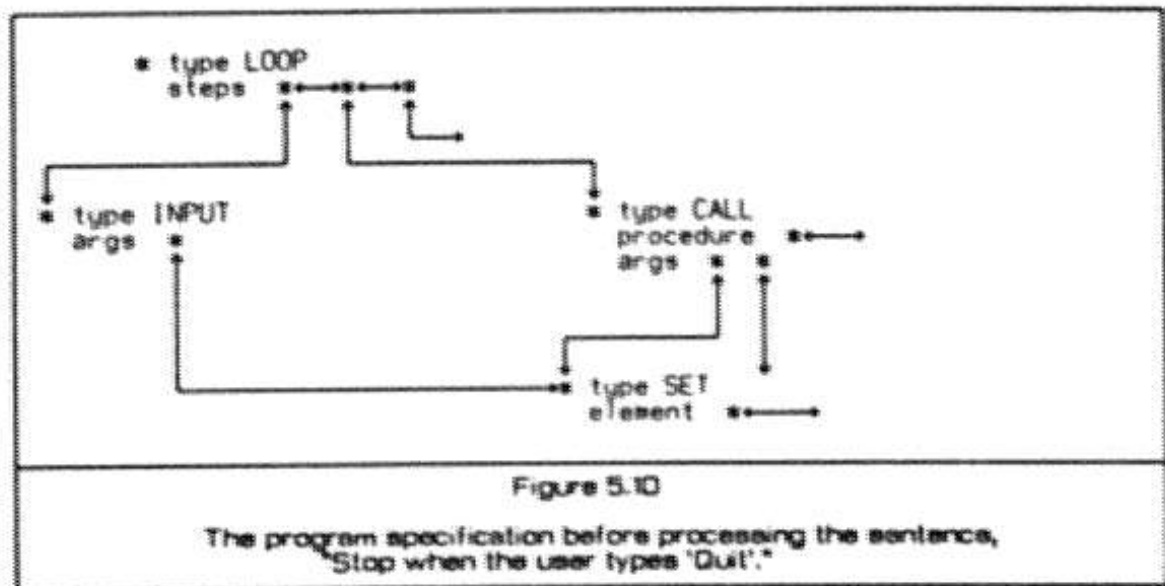 * type LOOP
steps * * *
* type INPUT
args *
* type CALL
procedure *
args * *
* type SET
element *
Figure 5.10
The program specification before processing the sentence,
"Stop when the user types 'Quit'."